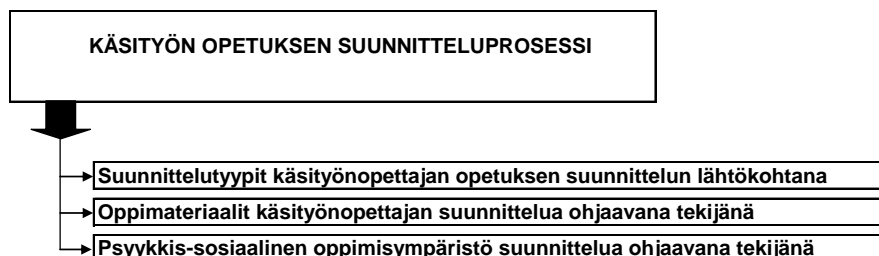 KÄSITYÖN OPETUKSEN SUUNNITTELUPROSESSI
Suunnittelutyypit käsityönopettajan opetuksen suunnittelun lähtökohtana
Oppimateriaalit käsityönopettajan suunnittelua ohjaavana tekijänä
Psyykkis-sosiaalinen oppimisympäristö suunnittelua ohjaavana tekijänä